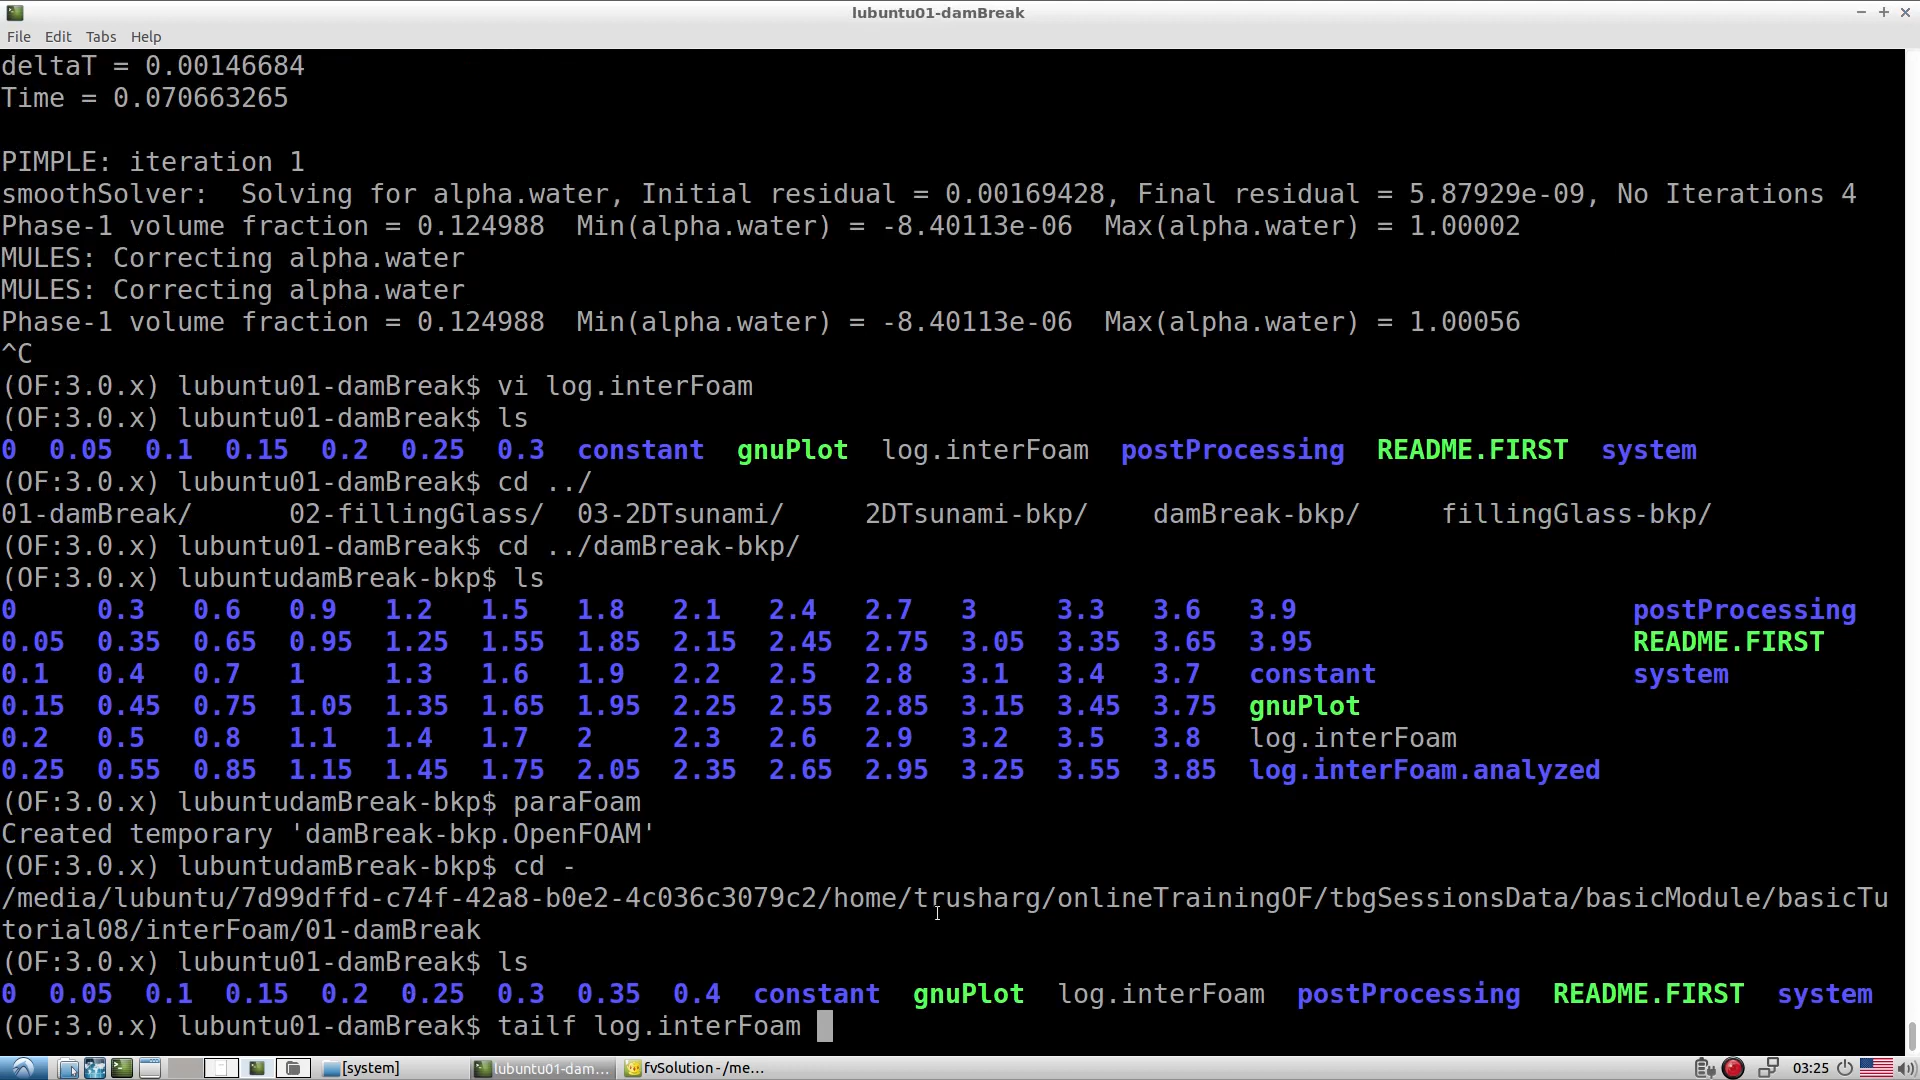 lubuntu01-damBreak
File Edit Tabs Help
deltaT = 0.00146684
Time = 0.070663265
PIMPLE: iteration 1
smoothSolver:  Solving for alpha.water, Initial residual = 0.00169428, Final residual = 5.87929e-09, No Iterations 4
Phase-1 volume fraction = 0.124988  Min(alpha.water) = -8.40113e-06  Max(alpha.water) = 1.00002
MULES: Correcting alpha.water
MULES: Correcting alpha.water
Phase-1 volume fraction = 0.124988  Min(alpha.water) = -8.40113e-06  Max(alpha.water) = 1.00056
^C
(OF:3.0.x) lubuntu01-damBreak$ vi log.interFoam
(OF:3.0.x) lubuntu01-damBreak$ ls
0  0.05  0.1  0.15  0.2  0.25  0.3  constant  gnuPlot  log.interFoam  postProcessing  README.FIRST  system
(OF:3.0.x) lubuntu01-damBreak$ cd ../
01-damBreak/      02-fillingGlass/  03-2DTsunami/     2DTsunami-bkp/    damBreak-bkp/     fillingGlass-bkp/
(OF:3.0.x) lubuntu01-damBreak$ cd ../damBreak-bkp/
(OF:3.0.x) lubuntudamBreak-bkp$ ls
0     0.3   0.6   0.9   1.2   1.5   1.8   2.1   2.4   2.7   3     3.3   3.6   3.9                     postProcessing
0.05  0.35  0.65  0.95  1.25  1.55  1.85  2.15  2.45  2.75  3.05  3.35  3.65  3.95                    README.FIRST
0.1   0.4   0.7   1     1.3   1.6   1.9   2.2   2.5   2.8   3.1   3.4   3.7   constant                system
0.15  0.45  0.75  1.05  1.35  1.65  1.95  2.25  2.55  2.85  3.15  3.45  3.75  gnuPlot
0.2   0.5   0.8   1.1   1.4   1.7   2     2.3   2.6   2.9   3.2   3.5   3.8   log.interFoam
0.25  0.55  0.85  1.15  1.45  1.75  2.05  2.35  2.65  2.95  3.25  3.55  3.85  log.interFoam.analyzed
(OF:3.0.x) lubuntudamBreak-bkp$ paraFoam
Created temporary 'damBreak-bkp.OpenFOAM'
(OF:3.0.x) lubuntudamBreak-bkp$ cd -
/media/lubuntu/7d99dffd-c74f-42a8-b0e2-4c036c3079c2/home/trusharg/onlineTrainingOF/tbgSessionsData/basicModule/basicTu
torial08/interFoam/01-damBreak
(OF:3.0.x) lubuntu01-damBreak$ ls
0  0.05  0.1  0.15  0.2  0.25  0.3  0.35  0.4  constant  gnuPlot  log.interFoam  postProcessing  README.FIRST  system
(OF:3.0.x) lubuntu01-damBreak$ tailf log.interFoam
[system] lubuntu01-dam... fvSolution - /me... 03:25